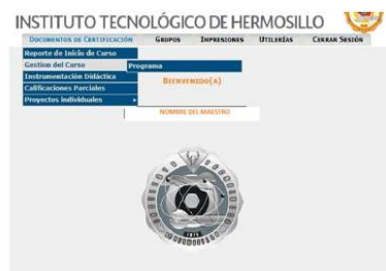 INSTITUTO TECNOLÓGICO DE HERMOSILLO
DOCUMENTOS DE CERTIFICACIÓN GRUPOS IMPRESIONES UTILERÍAS CERRAR SESIÓN
Reporte de Inicio de Curso
Gestion del Curso Programa
Instrumentación Didáctica
BIENVENIDO(A)
Calificaciones Parciales
Proyectos individuales
NOMBRE DEL MAESTRO